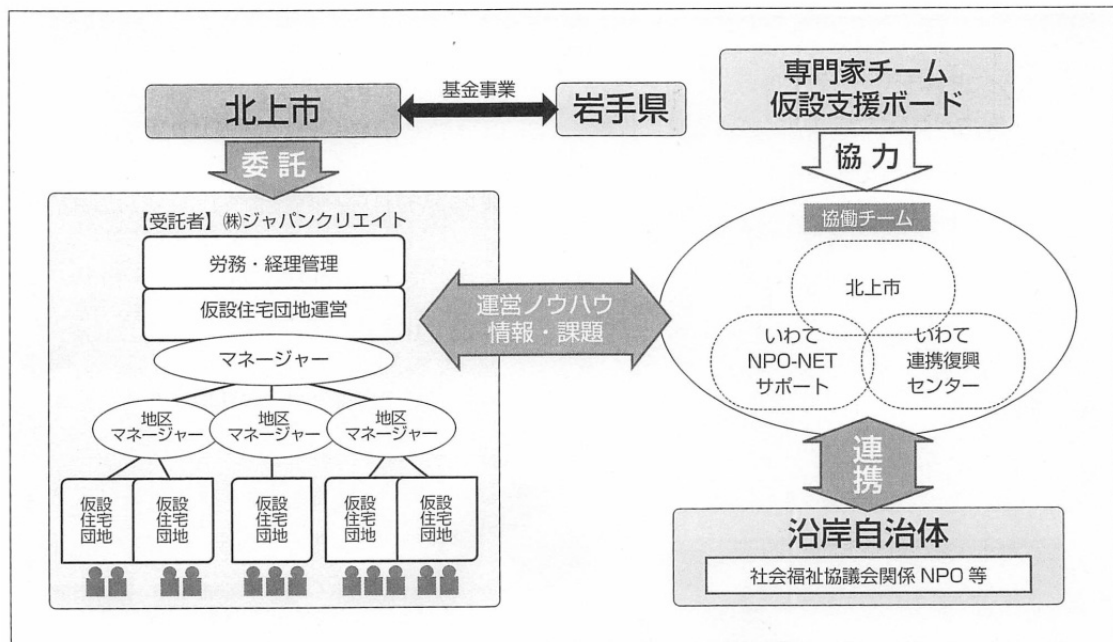 北上市
基金事業
岩手県
委託
【受託者】㈱ジャパンクリエイト
労務・経理管理
仮設住宅団地運営
マネージャー
地区
マネージャー
地区
マネージャー
地区
マネージャー
仮設
住宅
団地
仮設
住宅
団地
仮設
住宅
団地
仮設
住宅
団地
仮設
住宅
団地
運営ノウハウ
情報・課題
専門家チーム
仮設支援ボード
協力
協働チーム
北上市
いわて
NPO-NET
サポート
いわて
連携復興
センター
連携
沿岸自治体
社会福祉協議会関係 NPO 等